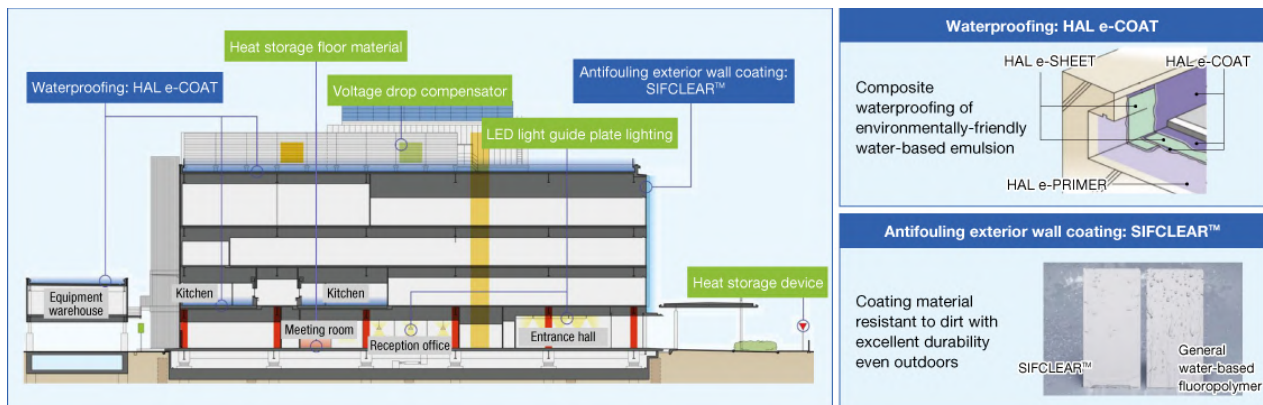 Heat storage floor material
Waterproofing: HAL e-COAT
Voltage drop compensator
Antifouling exterior wall coating:
SIFCLEAR™
LED light guide plate lighting
Heat storage device
Equipment
warehouse
Kitchen
Kitchen
Meeting room
Reception office
Entrance hall
Waterproofing: HAL e-COAT
HAL e-SHEET
HAL e-COAT
Composite
waterproofing of
environmentally-friendly
water-based emulsion
HAL e-PRIMER
Antifouling exterior wall coating: SIFCLEAR™
Coating material
resistant to dirt with
excellent durability
even outdoors
SIFCLEAR™
General
water-based
fluoropolymer